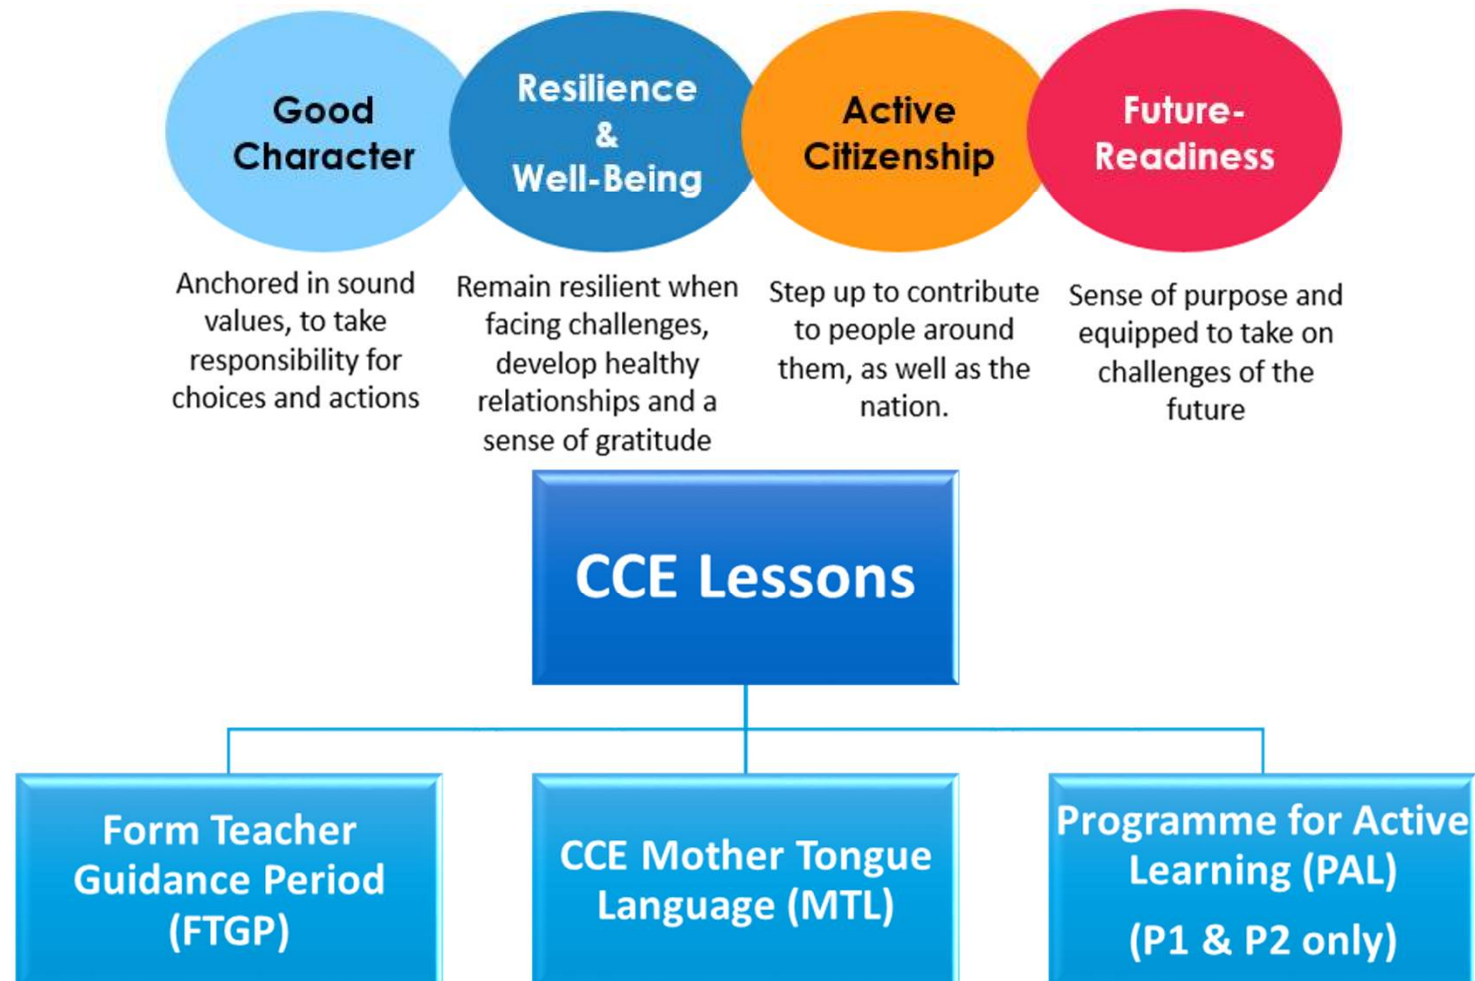 Good
Character
Resilience
&
Well-Being
Active
Citizenship
Future-
Readiness
Anchored in sound
values, to take
responsibility for
choices and actions
Remain resilient when
facing challenges,
develop healthy
relationships and a
sense of gratitude
Step up to contribute
to people around
them, as well as the
nation.
Sense of purpose and
equipped to take on
challenges of the
future
CCE Lessons
Form Teacher
Guidance Period
(FTGP)
CCE Mother Tongue
Language (MTL)
Programme for Active
Learning (PAL)
(P1 & P2 only)